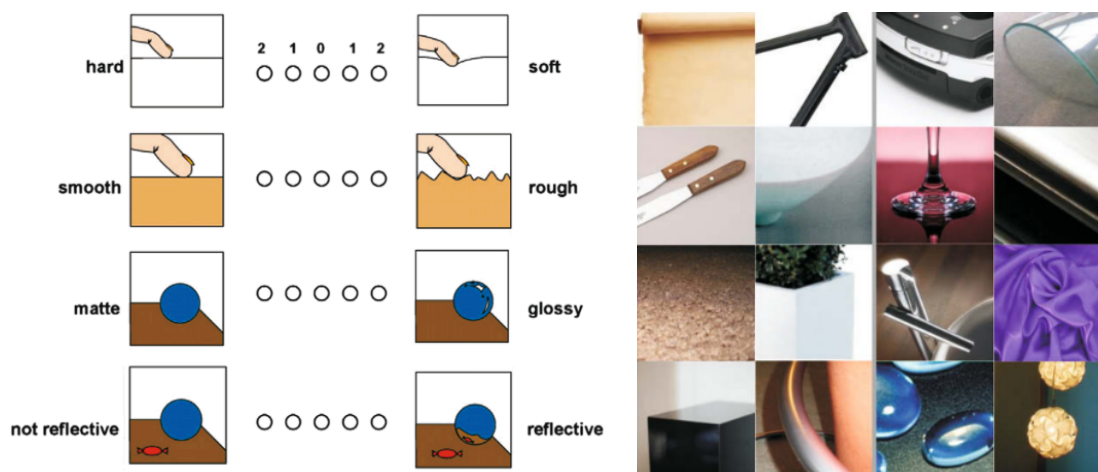 2 1 0 1 2
hard soft
smooth rough
matte glossy
not reflective reflective